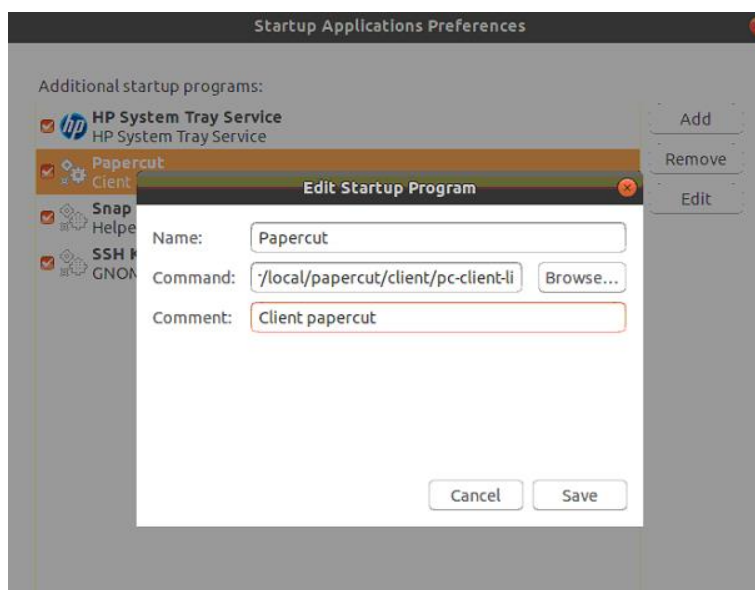 Startup Applications Preferences
Additional startup programs:
hp
HP System Tray Service
HP System Tray Service
Add
Papercut
Cient
Remove
Snap
Helpe
Edit
SSH K
GNOM
Edit Startup Program
Name:
Papercut
Command:
/local/papercut/client/pc-client-li
Browse...
Comment:
Client papercut
Cancel
Save